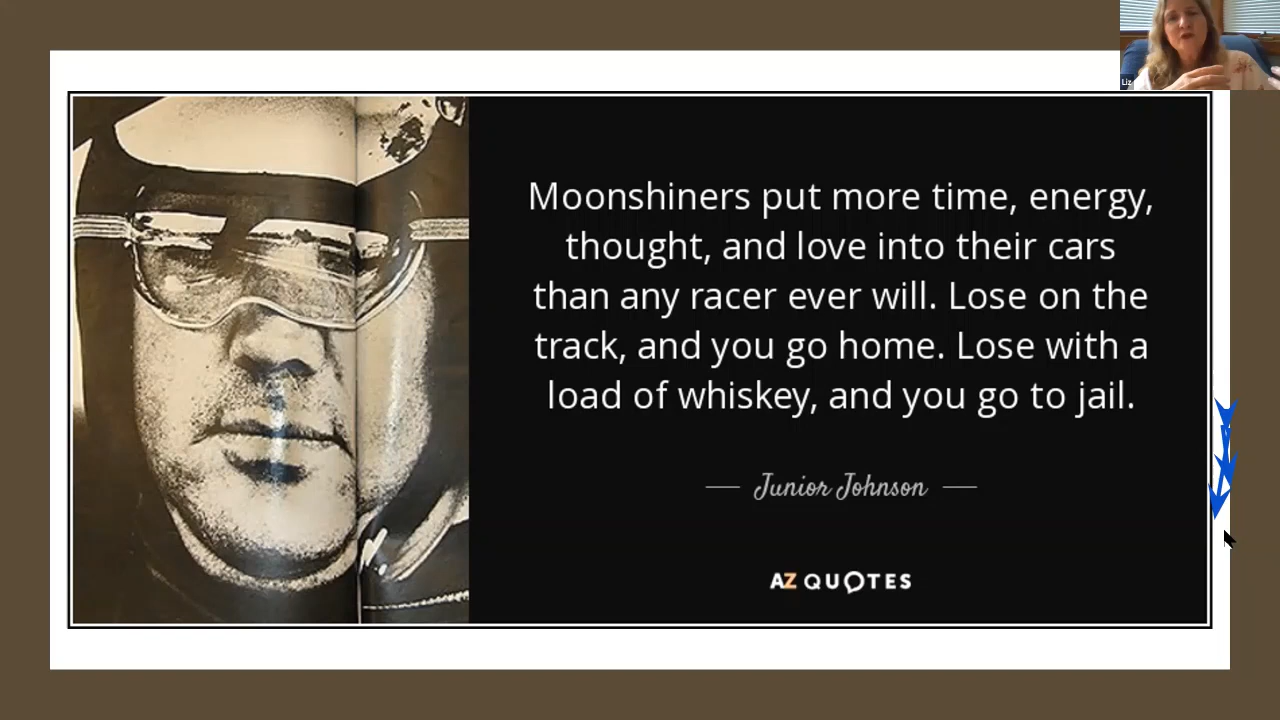 Liz
Moonshiners put more time, energy,
thought, and love into their cars
than any racer ever will. Lose on the
track, and you go home. Lose with a
load of whiskey, and you go to jail.
Junior Johnson
AZ QUOTES